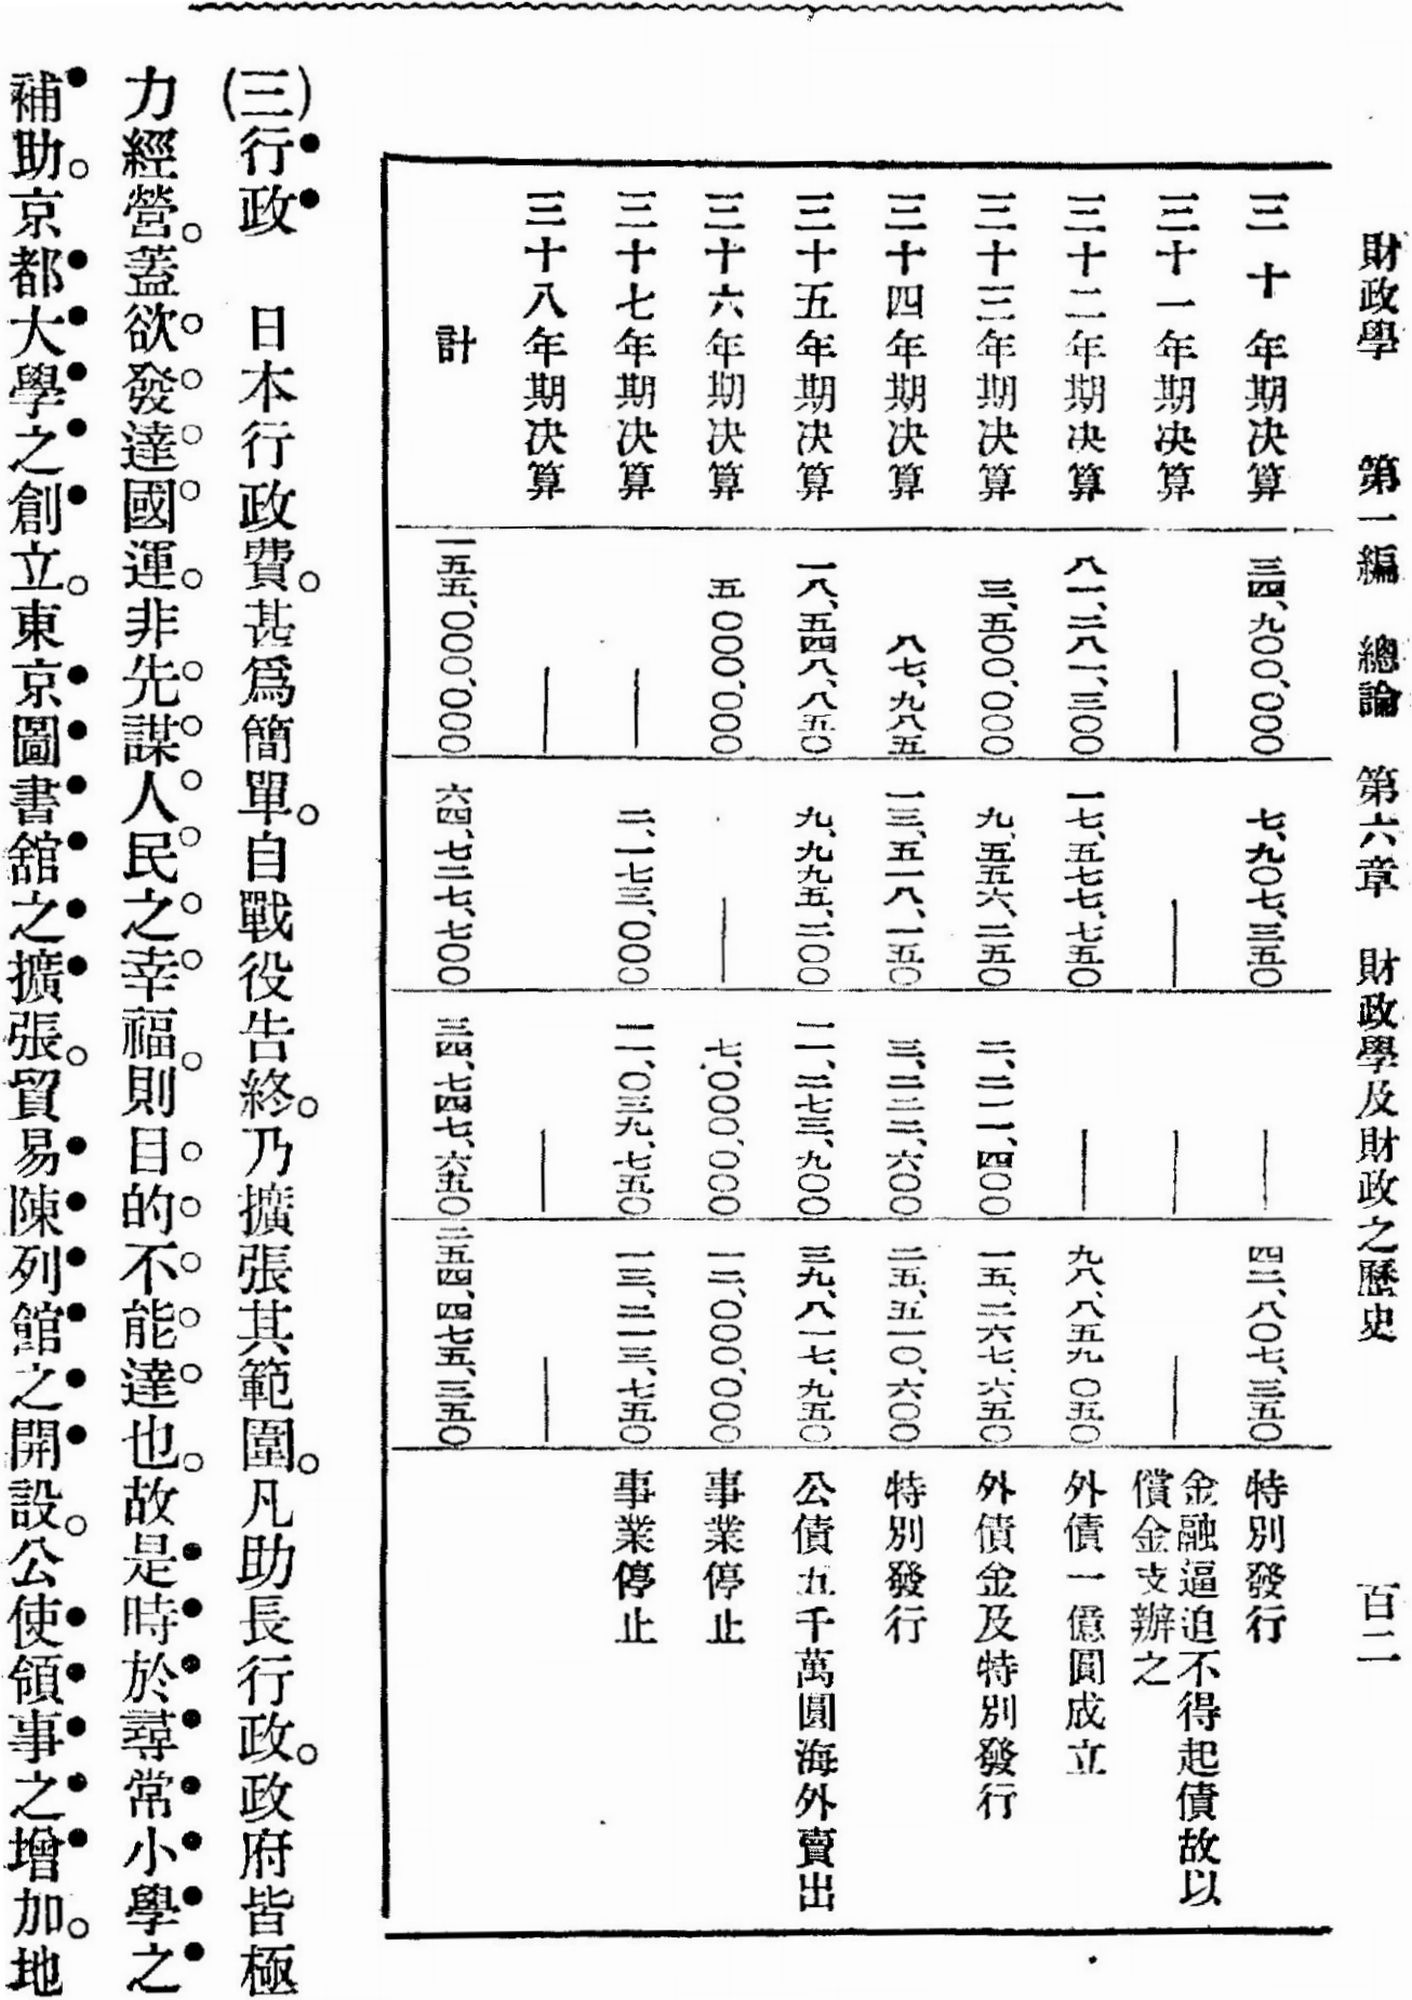 財政學 第一編 總論 第六章 財政學及財政之歷史 百二
三十年期决算 三四、九〇〇、〇〇〇 七、九〇七、三五〇 — 四二、八〇七、三五〇 特別發行
三十一年期决算 — — — — 金融逼迫不得起債故以
償金支辦之
三十二年期决算 八一、二八一、三〇〇 一七、五七七、七五〇 — 九八、八五九〇五〇 外債一億圓成立
三十三年期决算 三、五〇〇、〇〇〇 九、五五六、二五〇 二、二一一、四〇〇 一五、二六七、六五〇 外債金及特別發行
三十四年期决算 八七、九八五 一三、五一八、一五〇 三、二二二、六〇〇 二五、五一〇、六〇〇 特別發行
三十五年期决算 一八、五四八、八五〇 九、九九五、二〇〇 一一、二七三、九〇〇 三九、八一七、九五〇 公債五千萬圓海外賣出
三十六年期决算 五〇〇〇、〇〇〇 — 七、〇〇〇、〇〇〇 一二、〇〇〇、〇〇〇 事業停止
三十七年期决算 — 二、一七三、〇〇〇 一一、〇三九、七五〇 一三、二一三、七五〇 事業停止
三十八年期决算 — — —
計 一五五、〇〇〇、〇〇〇 六四、七二七、七〇〇 三四、七四七、六五〇 二五四、四七五、三五〇
(三)行政 日本行政費。甚爲簡單。自戰役告終。乃擴張其範圍。凡助長行政。政府皆極
力經營。蓋欲發達國運。非先謀人民之幸福。則目的不能達也。故是時於尋常小學之
補助。京都大學之創立。東京圖書舘之擴張。貿易陳列館之開設。公使領事之增加。地